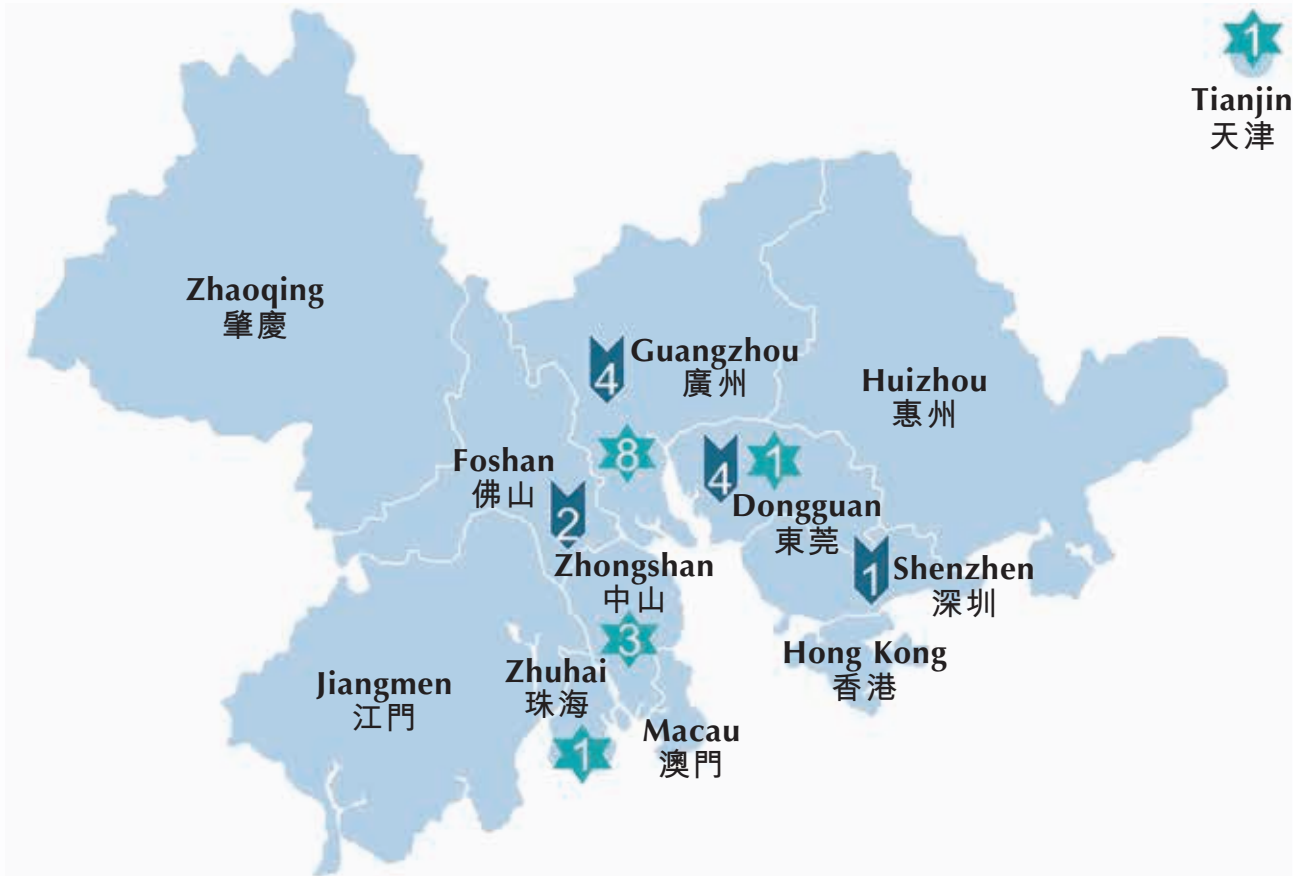 1
Tianjin
天津
Zhaoqing
肇慶
4
Guangzhou
廣州
Huizhou
惠州
8
4
1
Foshan
佛山
2
Dongguan
東莞
Zhongshan
中山
1
Shenzhen
深圳
3
Hong Kong
香港
Zhuhai
珠海
Jiangmen
江門
Macau
澳門
1